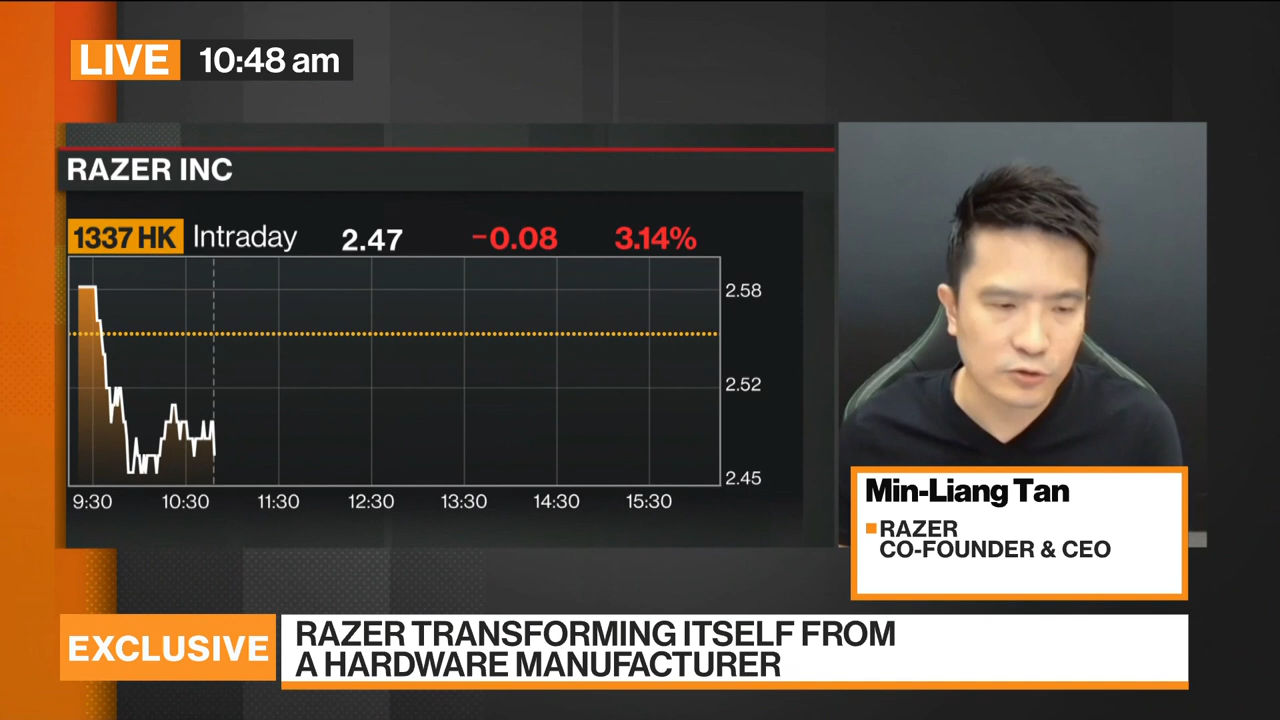 LIVE 10:48 am
RAZER INC
1337 HK Intraday 2.47 -0.08 3.14%
2.58
2.52
2.45
9:30 10:30 11:30 12:30 13:30 14:30 15:30
Min-Liang Tan
RAZER
CO-FOUNDER & CEO
EXCLUSIVE
RAZER TRANSFORMING ITSELF FROM
A HARDWARE MANUFACTURER